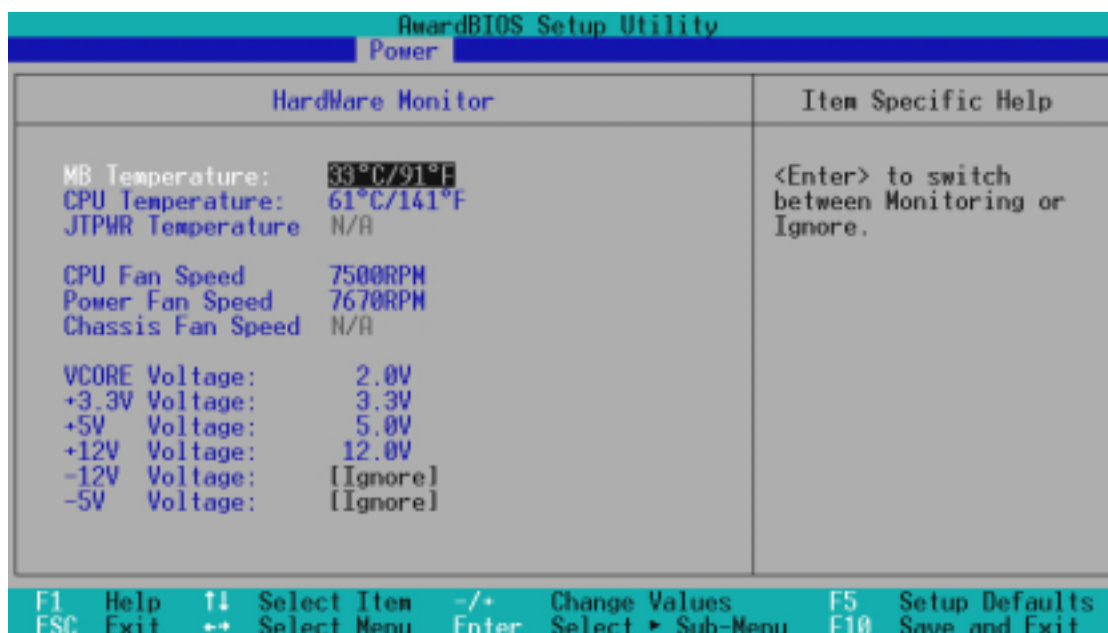 AwardBIOS Setup Utility
Power
HardWare Monitor
Item Specific Help
MB Temperature: 33°C/91°F
CPU Temperature: 61°C/141°F
JTPWR Temperature N/A
CPU Fan Speed 7500RPM
Power Fan Speed 7670RPM
Chassis Fan Speed N/A
VCORE Voltage: 2.0V
+3.3V Voltage: 3.3V
+5V Voltage: 5.0V
+12V Voltage: 12.0V
-12V Voltage: [Ignore]
-5V Voltage: [Ignore]
<Enter> to switch
between Monitoring or
Ignore.
F1 Help ↑↓ Select Item -/+ Change Values F5 Setup Defaults
ESC Exit ←→ Select Menu Enter Select ► Sub-Menu F10 Save and Exit